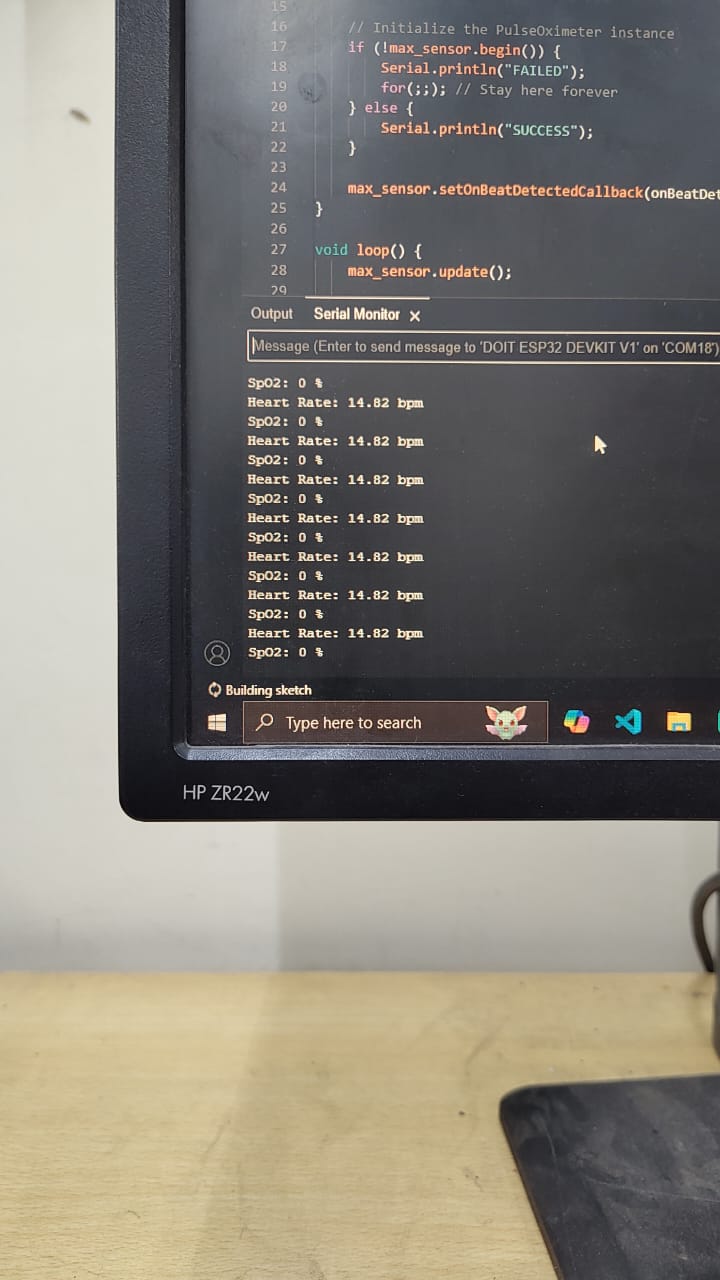 15
16 // Initialize the PulseOximeter instance
17 if (!max_sensor.begin()) {
18 Serial.println("FAILED");
19 for(;;); // Stay here forever
20 } else {
21 Serial.println("SUCCESS");
22 }
23
24 max_sensor.setOnBeatDetectedCallback(onBeatDet
25 }
26
27 void loop() {
28 max_sensor.update();
29
Output Serial Monitor ×
Message (Enter to send message to 'DOIT ESP32 DEVKIT V1' on 'COM18')
SpO2: 0 %
Heart Rate: 14.82 bpm
SpO2: 0 %
Heart Rate: 14.82 bpm
SpO2: 0 %
Heart Rate: 14.82 bpm
SpO2: 0 %
Heart Rate: 14.82 bpm
SpO2: 0 %
Heart Rate: 14.82 bpm
SpO2: 0 %
Heart Rate: 14.82 bpm
SpO2: 0 %
Heart Rate: 14.82 bpm
SpO2: 0 %
Building sketch
Type here to search
HP ZR22w